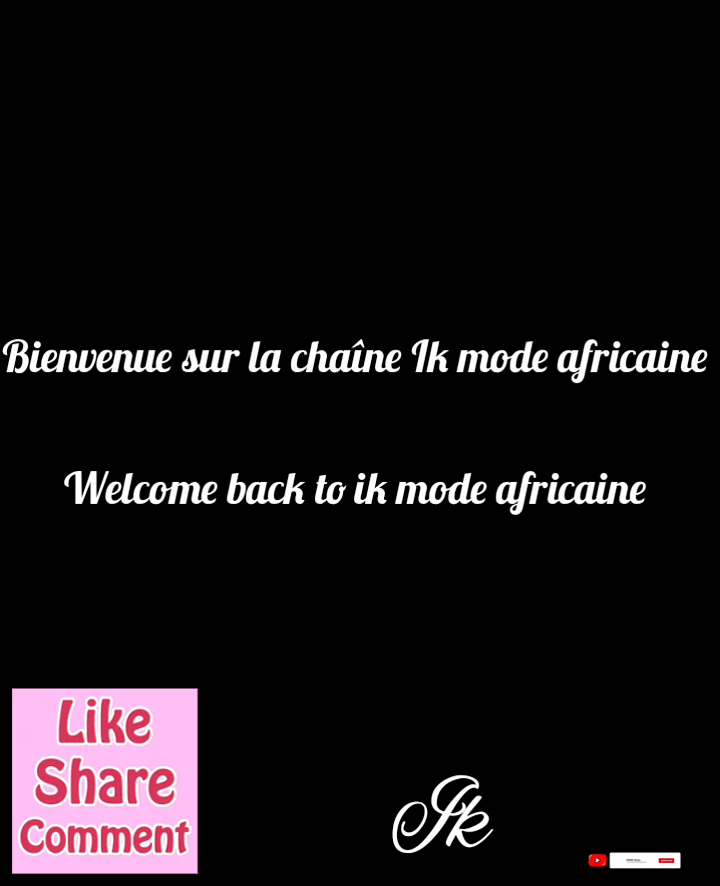 Bienvenue sur la chaîne Ik mode africaine
Welcome back to ik mode africaine
Like
Share
Comment
Ik